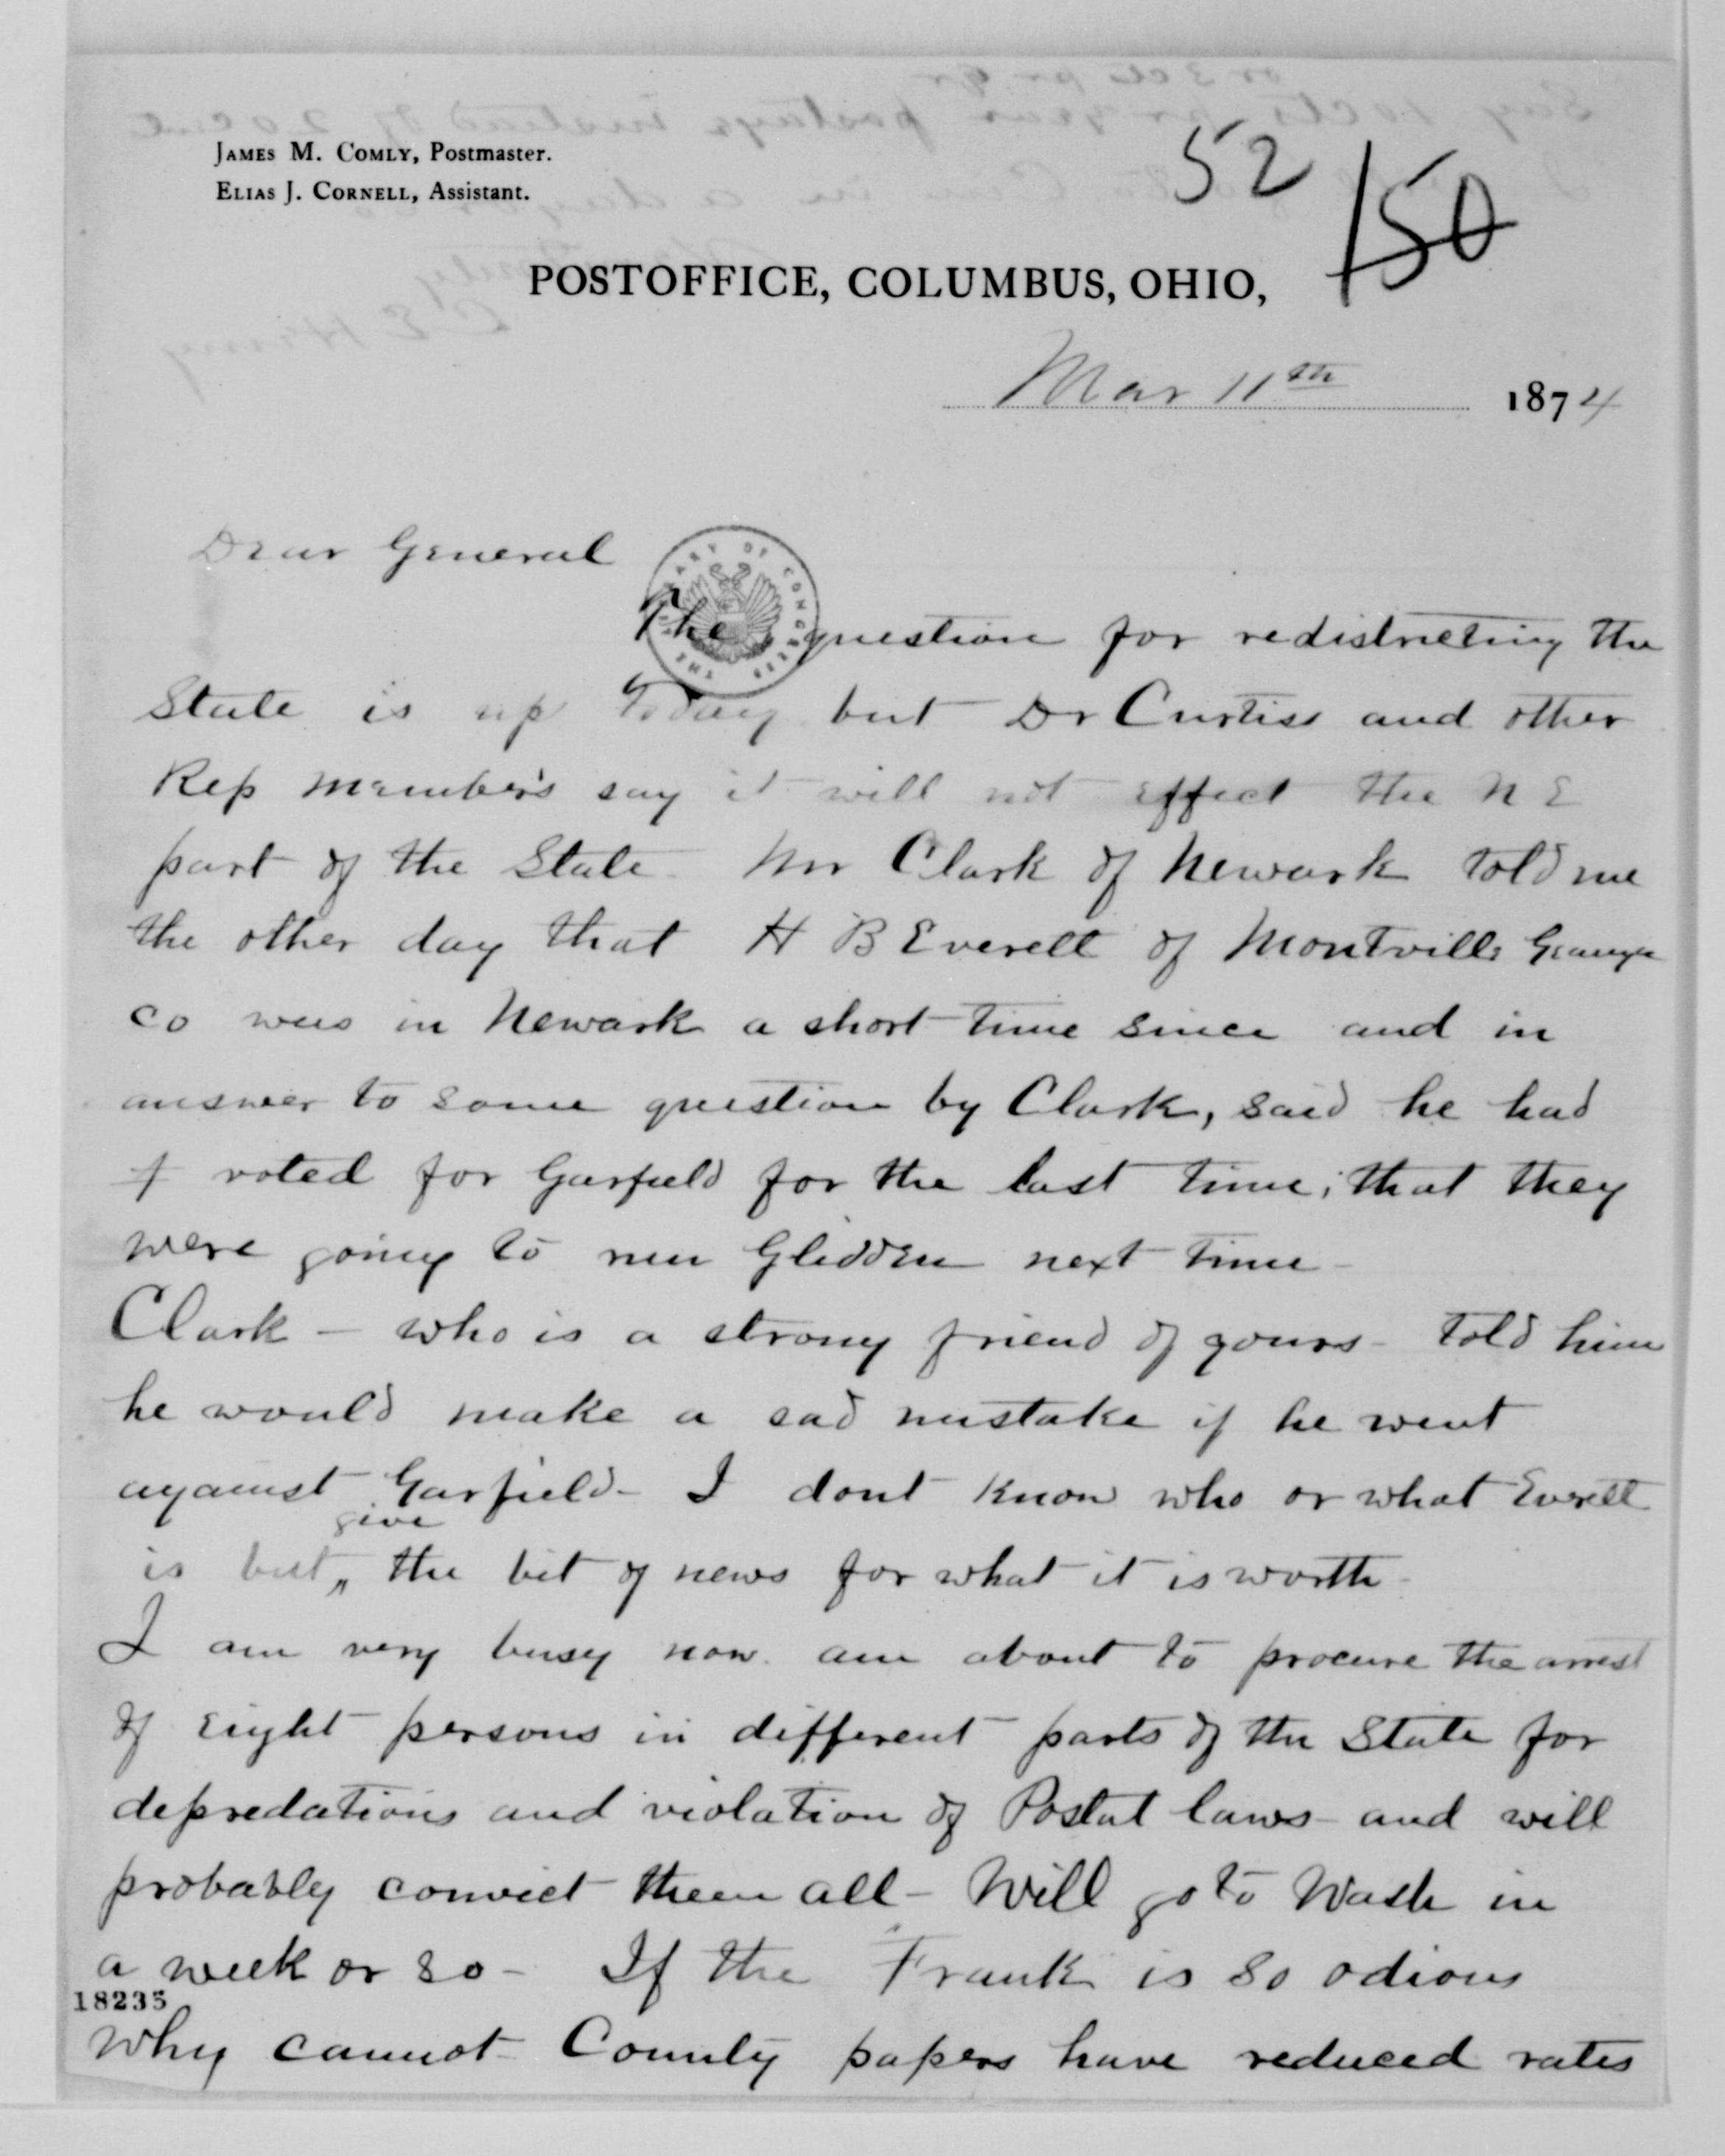 JAMES M. COMLY, Postmaster.
ELIAS J. CORNELL, Assistant.
52
150
POSTOFFICE, COLUMBUS, OHIO,
Mar 11th 1874
Dear General
THE LIBRARY OF CONGRESS
The question for redistricting the
State is up today but Dr Curtiss and other
Rep members say it will not effect the N E
part of the State Mr Clark of Newark told me
the other day that H B Everett of Montville Geauga
co was in Newark a short time since and in
answer to some question by Clark, said he had
voted for Garfield for the last time; that they
were going to run Glidden next time
Clark – who is a strong friend of yours – told him
he would make a sad mistake if he went
against Garfield – I dont know who or what Everett
give
is but „ the bit of news for what it is worth –
I am very busy now. am about to procure the arrest
of eight persons in different parts of the State for
depredations and violation of Postal laws – and will
probably convict them all – Will go to Wash in
a week or so – If the Frank is so odious
18235
why cannot County papers have reduced rates